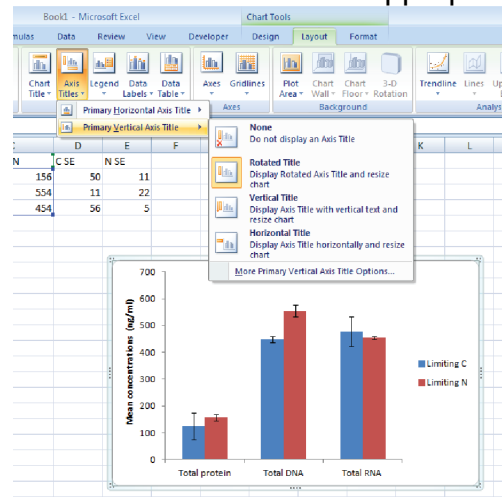 Book1 - Microsoft Excel
Chart Tools
mulas Data Review View Developer Design Layout Format
Chart Title Axis Titles Legend Data Labels Data Table Axes Gridlines Plot Area Chart Wall Chart Floor 3-D Rotation Trendline Lines
Axes Background Analys
Primary Horizontal Axis Title
Primary Vertical Axis Title
None
Do not display an Axis Title
Rotated Title
Display Rotated Axis Title and resize
chart
Vertical Title
Display Axis Title with vertical text and
resize chart
Horizontal Title
Display Axis Title horizontally and resize
chart
More Primary Vertical Axis Title Options...
D E F K L
N C SE N SE
156 50 11
554 11 22
454 56 5
Mean concentrations (ng/ml)
700
600
500
400
300
200
100
0
Total protein Total DNA Total RNA
Limiting C
Limiting N